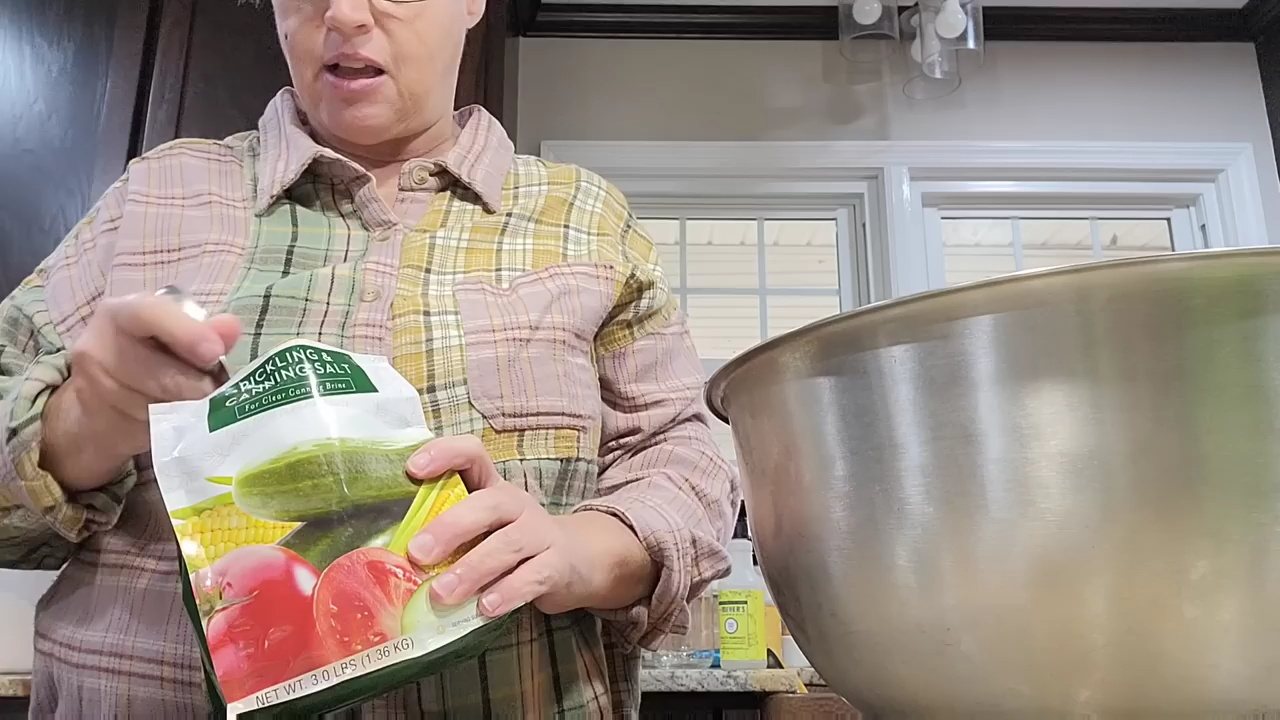 PICKLING &
CANNING SALT
For Clear Canning Brine
NET WT. 3.0 LBS (1.36 KG)